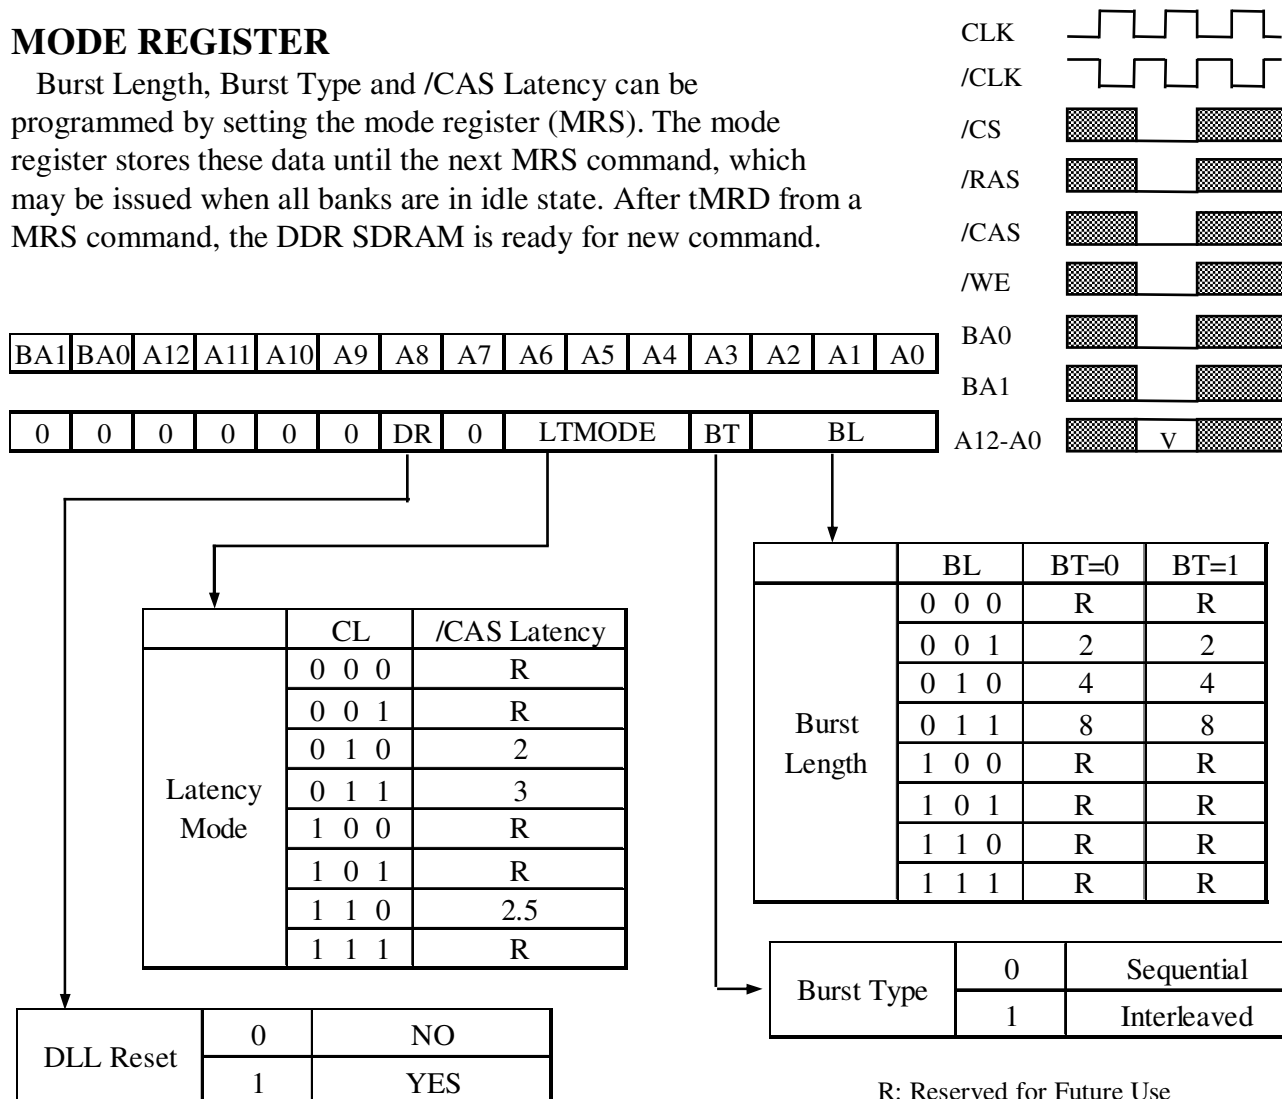 MODE REGISTER
Burst Length, Burst Type and /CAS Latency can be
programmed by setting the mode register (MRS). The mode
register stores these data until the next MRS command, which
may be issued when all banks are in idle state. After tMRD from a
MRS command, the DDR SDRAM is ready for new command.
CLK
/CLK
/CS
/RAS
/CAS
/WE
BA0
BA1
A12-A0 V
BA1 BA0 A12 A11 A10 A9 A8 A7 A6 A5 A4 A3 A2 A1 A0
0 0 0 0 0 0 DR 0 LTMODE BT BL
CL /CAS Latency
Latency Mode
0 0 0 R
0 0 1 R
0 1 0 2
0 1 1 3
1 0 0 R
1 0 1 R
1 1 0 2.5
1 1 1 R
BL BT=0 BT=1
Burst Length
0 0 0 R R
0 0 1 2 2
0 1 0 4 4
0 1 1 8 8
1 0 0 R R
1 0 1 R R
1 1 0 R R
1 1 1 R R
Burst Type
0 Sequential
1 Interleaved
DLL Reset
0 NO
1 YES
R: Reserved for Future Use